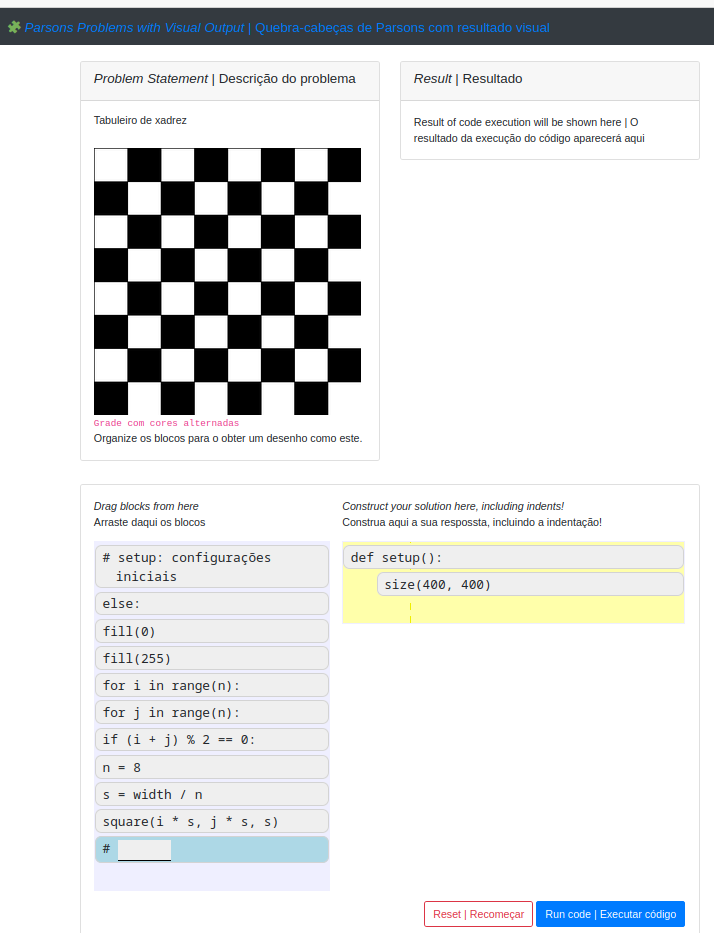 Parsons Problems with Visual Output | Quebra-cabeças de Parsons com resultado visual
Problem Statement | Descrição do problema
Tabuleiro de xadrez
Grade com cores alternadas
Organize os blocos para o obter um desenho como este.
Result | Resultado
Result of code execution will be shown here | O
resultado da execução do código aparecerá aqui
Drag blocks from here
Arraste daqui os blocos
# setup: configurações
iniciais
else:
fill(0)
fill(255)
for i in range(n):
for j in range(n):
if (i + j) % 2 == 0:
n = 8
s = width / n
square(i * s, j * s, s)
#
Construct your solution here, including indents!
Construa aqui a sua respossta, incluindo a indentação!
def setup():
size(400, 400)
Reset | Recomeçar
Run code | Executar código